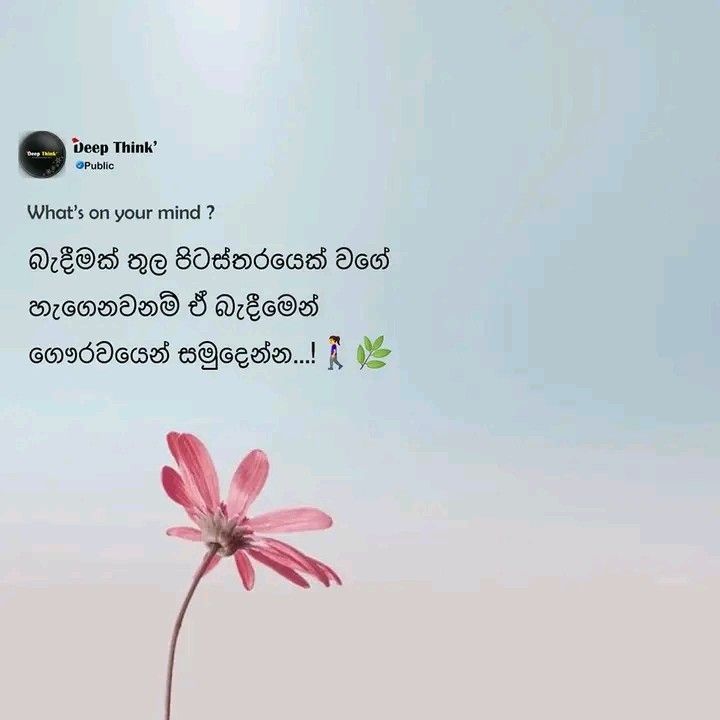 Deep Think’
Public
What’s on your mind ?
බැදීමක් තුල පිටස්තරයෙක් වගේ
හැගෙනවනම් ඒ බැදීමෙන්
ගෞරවයෙන් සමුදෙන්න...!🚶‍♀️🌿